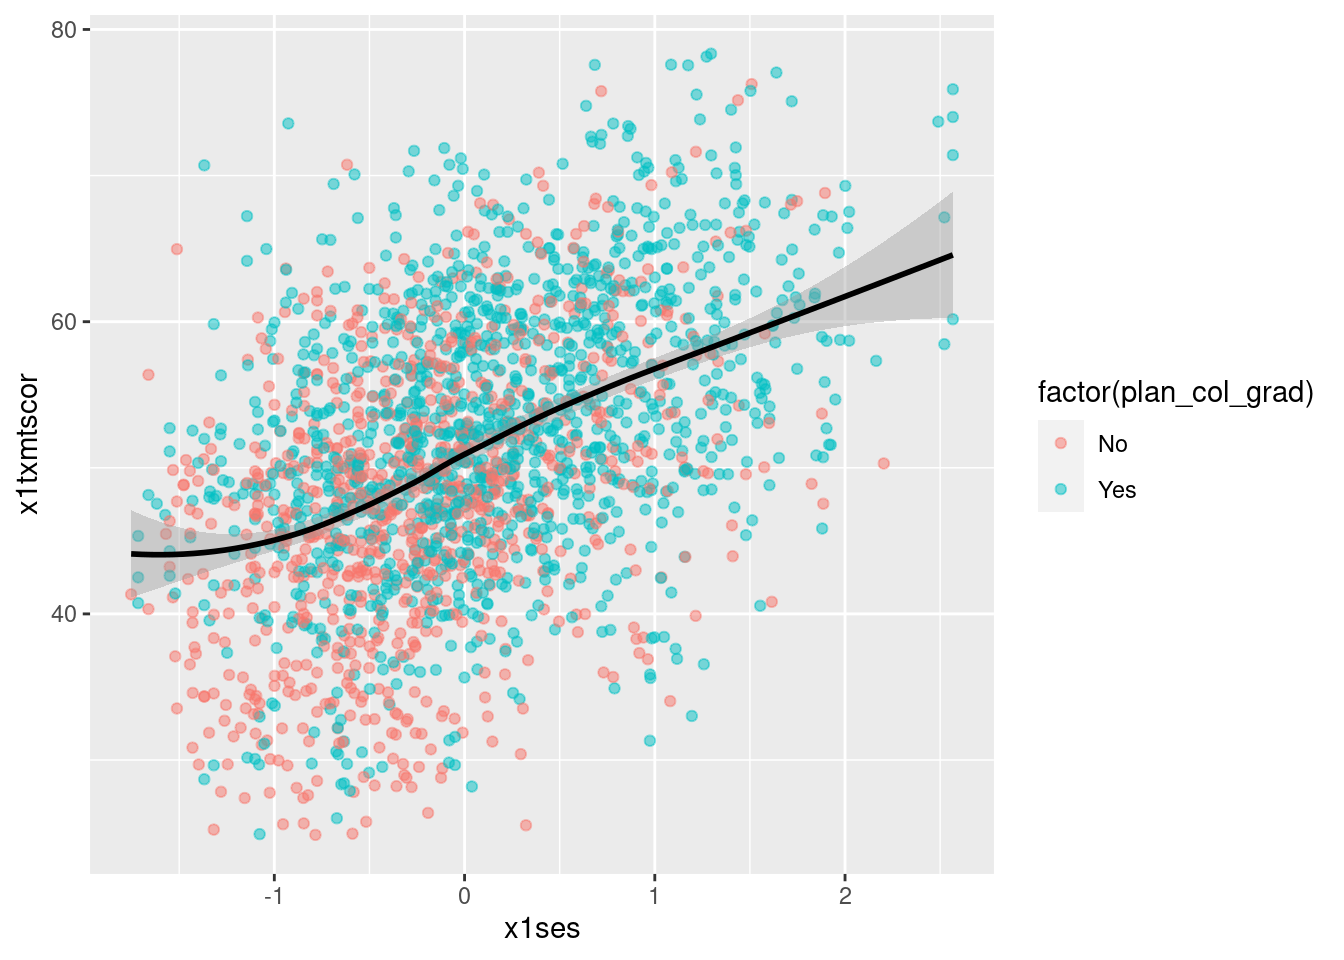 80
60
40
x1txmtscor
-1
0
1
2
x1ses
factor(plan_col_grad)
No
Yes